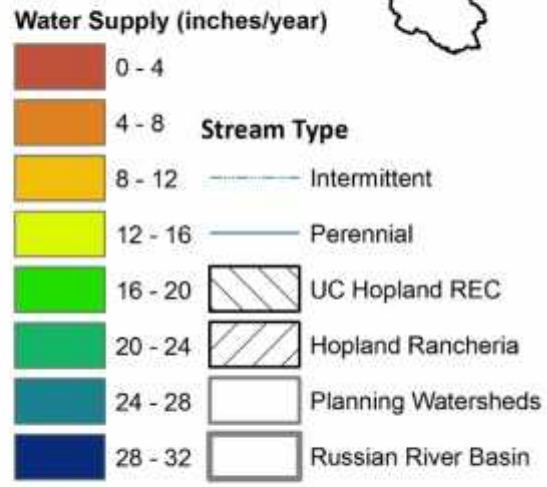 Water Supply (inches/year)
0 - 4
4 - 8
Stream Type
8 - 12
Intermittent
12 - 16
Perennial
16 - 20
UC Hopland REC
20 - 24
Hopland Rancheria
24 - 28
Planning Watersheds
28 - 32
Russian River Basin